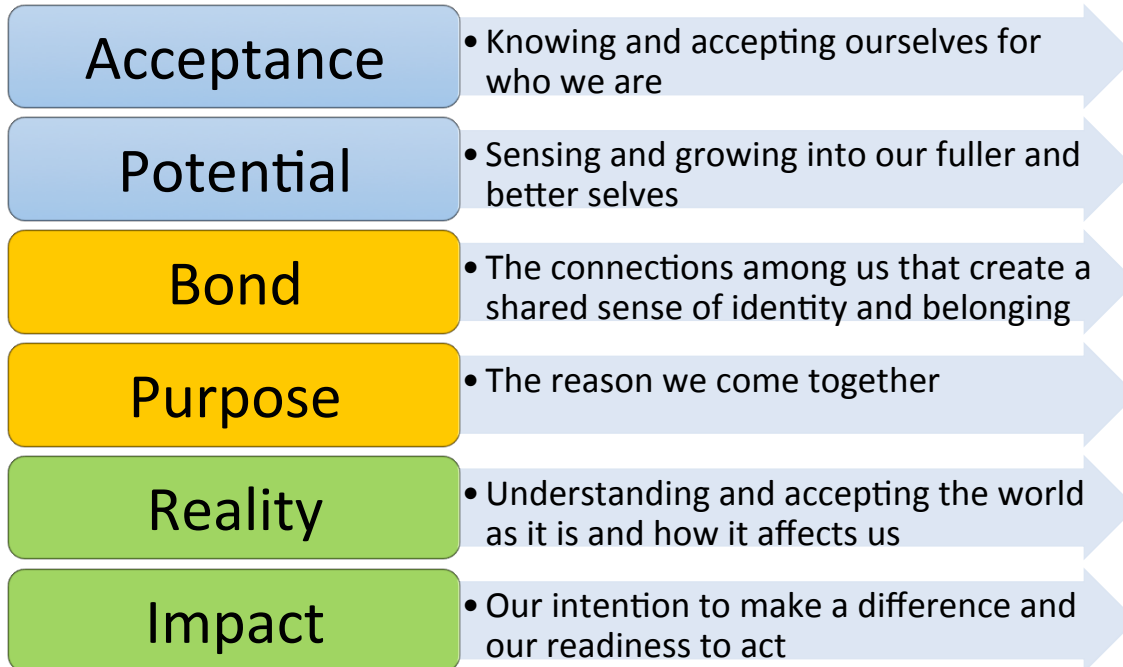 Acceptance
• Knowing and accepting ourselves for
who we are
Potential
• Sensing and growing into our fuller and
better selves
Bond
• The connections among us that create a
shared sense of identity and belonging
Purpose
• The reason we come together
Reality
• Understanding and accepting the world
as it is and how it affects us
Impact
• Our intention to make a difference and
our readiness to act